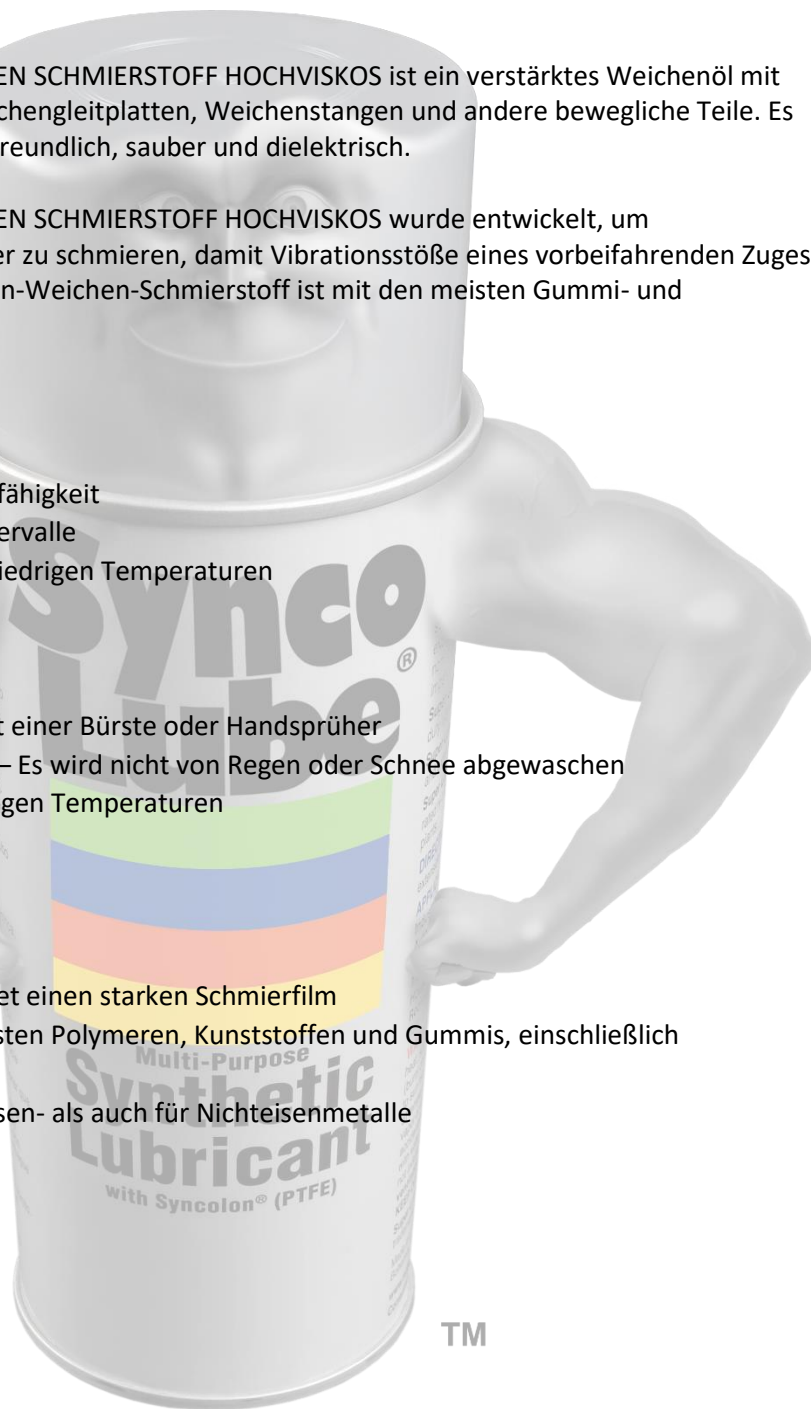 EN SCHMIERSTOFF HOCHVISKOS ist ein verstärktes Weichenöl mit
chengleitplatten, Weichenstangen und andere bewegliche Teile. Es
freundlich, sauber und dielektrisch.
EN SCHMIERSTOFF HOCHVISKOS wurde entwickelt, um
er zu schmieren, damit Vibrationsstöße eines vorbeifahrenden Zuges
n-Weichen-Schmierstoff ist mit den meisten Gummi- und
fähigkeit
ervalle
iedrigen Temperaturen
Synco
Lube®
t einer Bürste oder Handsprüher
– Es wird nicht von Regen oder Schnee abgewaschen
igen Temperaturen
et einen starken Schmierfilm
sten Polymeren, Kunststoffen und Gummis, einschließlich
Multi-Purpose
Synthetic
sen- als auch für Nichteisenmetalle
Lubricant
with Syncolon® (PTFE)
TM